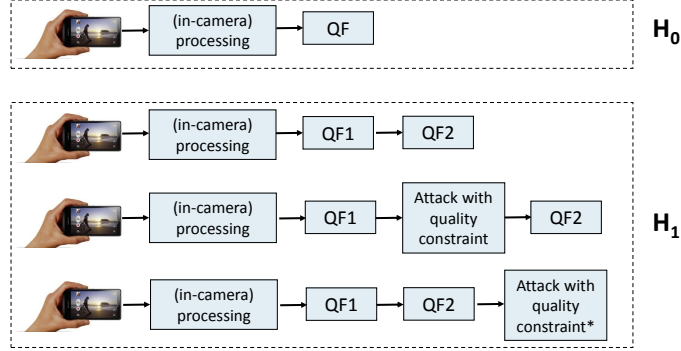 (in-camera)
processing
QF
H0
(in-camera)
processing
QF1
QF2
(in-camera)
processing
QF1
Attack with
quality
constraint
QF2
H1
(in-camera)
processing
QF1
QF2
Attack with
quality
constraint*